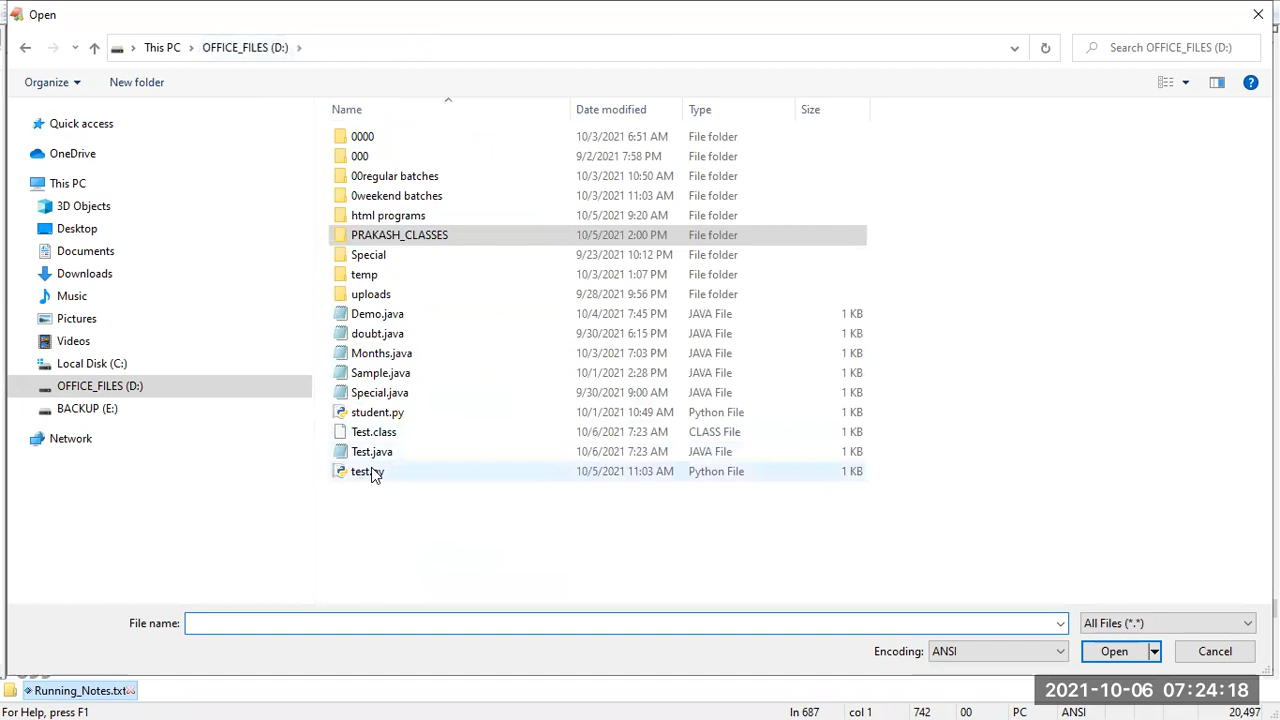 Open
This PC
OFFICE_FILES (D:)
Search OFFICE_FILES (D:)
Organize
New folder
Quick access
OneDrive
This PC
3D Objects
Desktop
Documents
Downloads
Music
Pictures
Videos
Local Disk (C:)
OFFICE_FILES (D:)
BACKUP (E:)
Network
Name Date modified Type Size
0000 10/3/2021 6:51 AM File folder
000 9/2/2021 7:58 PM File folder
00regular batches 10/3/2021 10:50 AM File folder
0weekend batches 10/3/2021 11:03 AM File folder
html programs 10/5/2021 9:20 AM File folder
PRAKASH_CLASSES 10/5/2021 2:00 PM File folder
Special 9/23/2021 10:12 PM File folder
temp 10/3/2021 1:07 PM File folder
uploads 9/28/2021 9:56 PM File folder
Demo.java 10/4/2021 7:45 PM JAVA File 1 KB
doubt.java 9/30/2021 6:15 PM JAVA File 1 KB
Months.java 10/3/2021 7:03 PM JAVA File 1 KB
Sample.java 10/1/2021 2:28 PM JAVA File 1 KB
Special.java 9/30/2021 9:00 AM JAVA File 1 KB
student.py 10/1/2021 10:49 AM Python File 1 KB
Test.class 10/6/2021 7:23 AM CLASS File 1 KB
Test.java 10/6/2021 7:23 AM JAVA File 1 KB
test.py 10/5/2021 11:03 AM Python File 1 KB
File name:
All Files (*.*)
Encoding: ANSI
Open
Cancel
Running_Notes.txt
2021-10-06 07:24:18
For Help, press F1
ln 687 col 1 742 00 PC ANSI 20,497